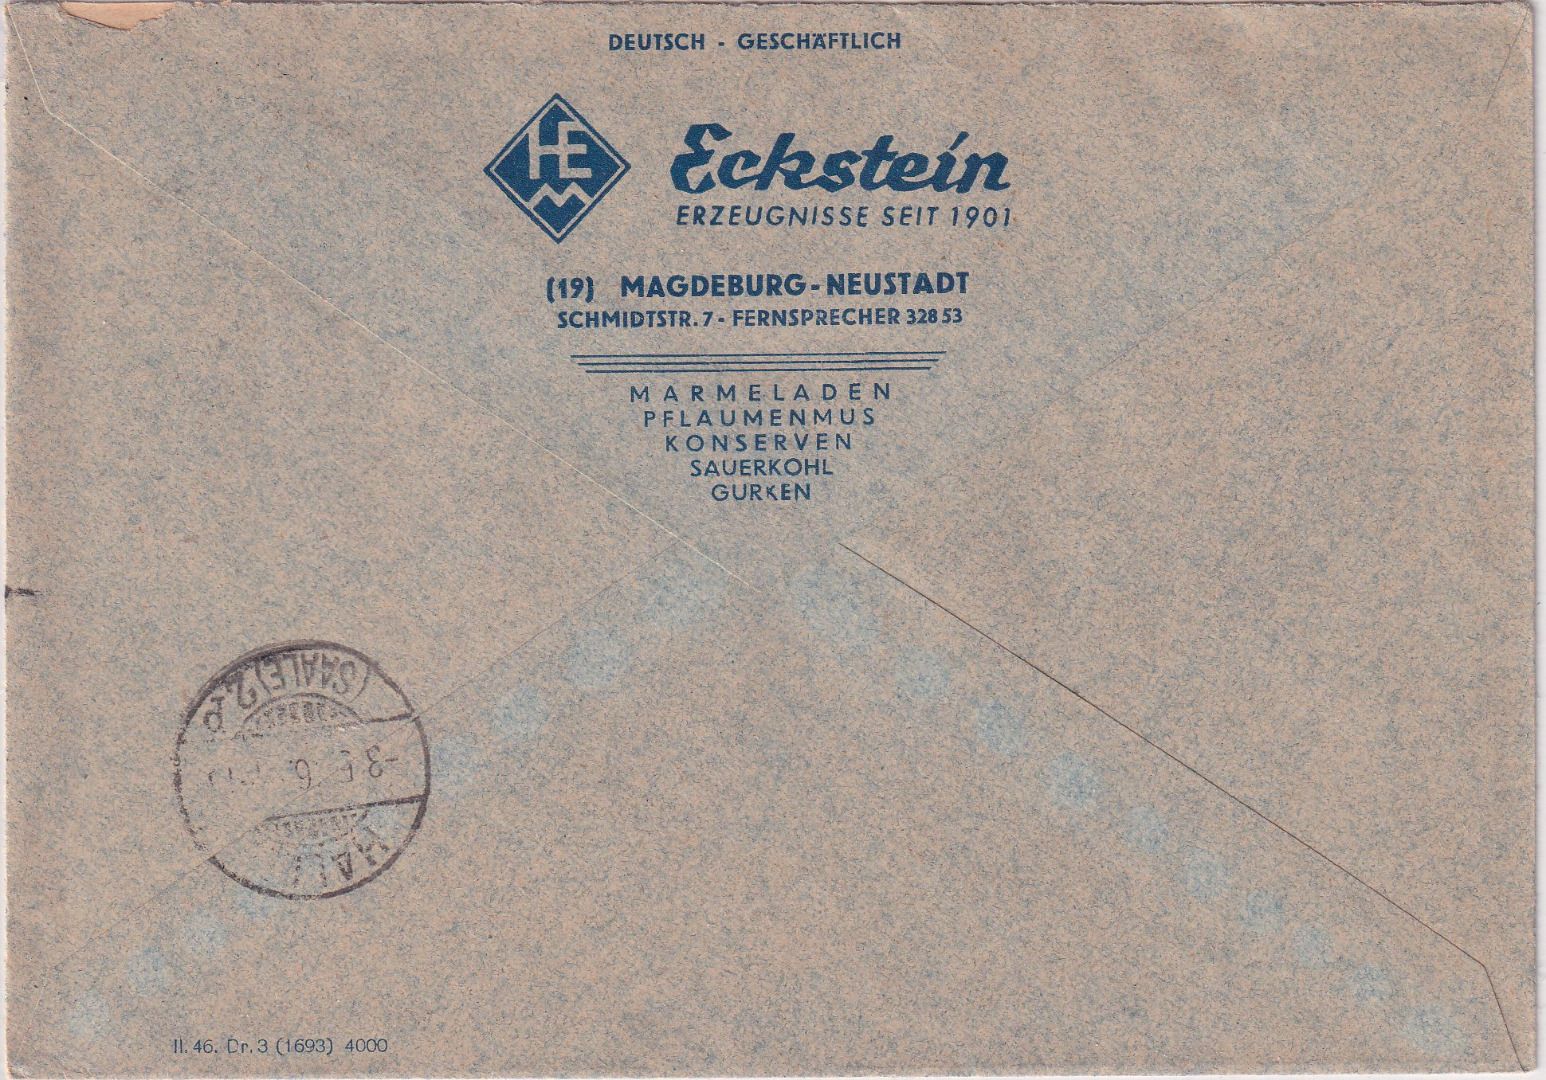 DEUTSCH - GESCHÄFTLICH
HEM
Eckstein
ERZEUGNISSE SEIT 1901
(19) MAGDEBURG-NEUSTADT
SCHMIDTSTR. 7 - FERNSPRECHER 328 53
MARMELADEN
PFLAUMENMUS
KONSERVEN
SAUERKOHL
GURKEN
(SAALE) 2
II. 46. Dr. 3 (1693) 4000